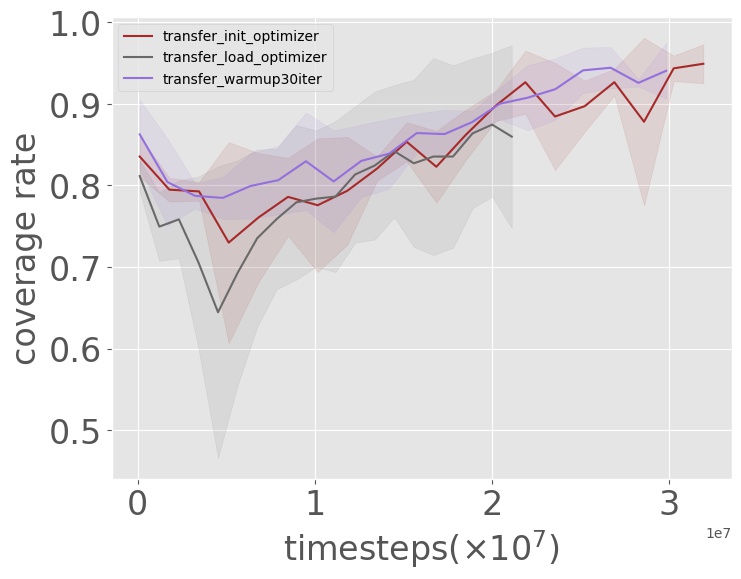 transfer_init_optimizer
transfer_load_optimizer
transfer_warmup30iter
1.0
0.9
0.8
0.7
0.6
0.5
coverage rate
0
1
2
3
1e7
timesteps(×10⁷)